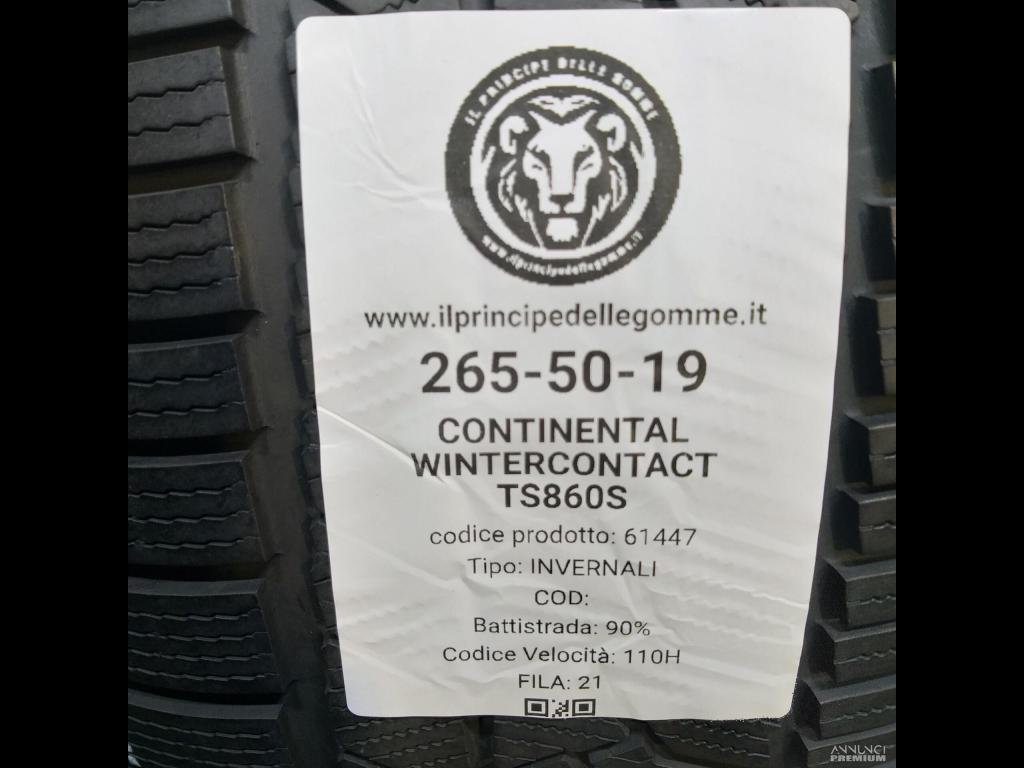 IL PRINCIPE DELLE GOMME
www.ilprincipedellegomme.it
www.ilprincipedellegomme.it
265-50-19
CONTINENTAL
WINTERCONTACT
TS860S
codice prodotto: 61447
Tipo: INVERNALI
COD:
Battistrada: 90%
Codice Velocità: 110H
FILA: 21
ANNUNCI
PREMIUM